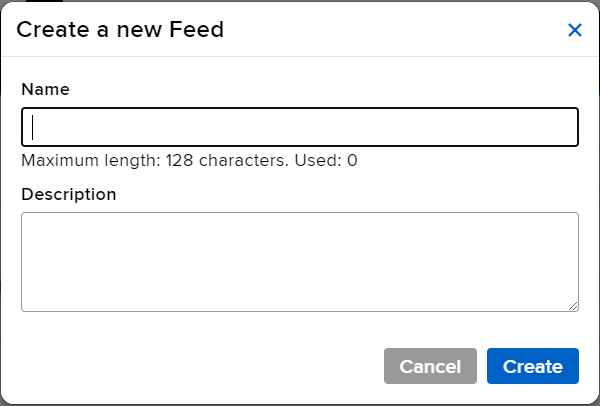 Create a new Feed
Name
Maximum length: 128 characters. Used: 0
Description
Cancel
Create